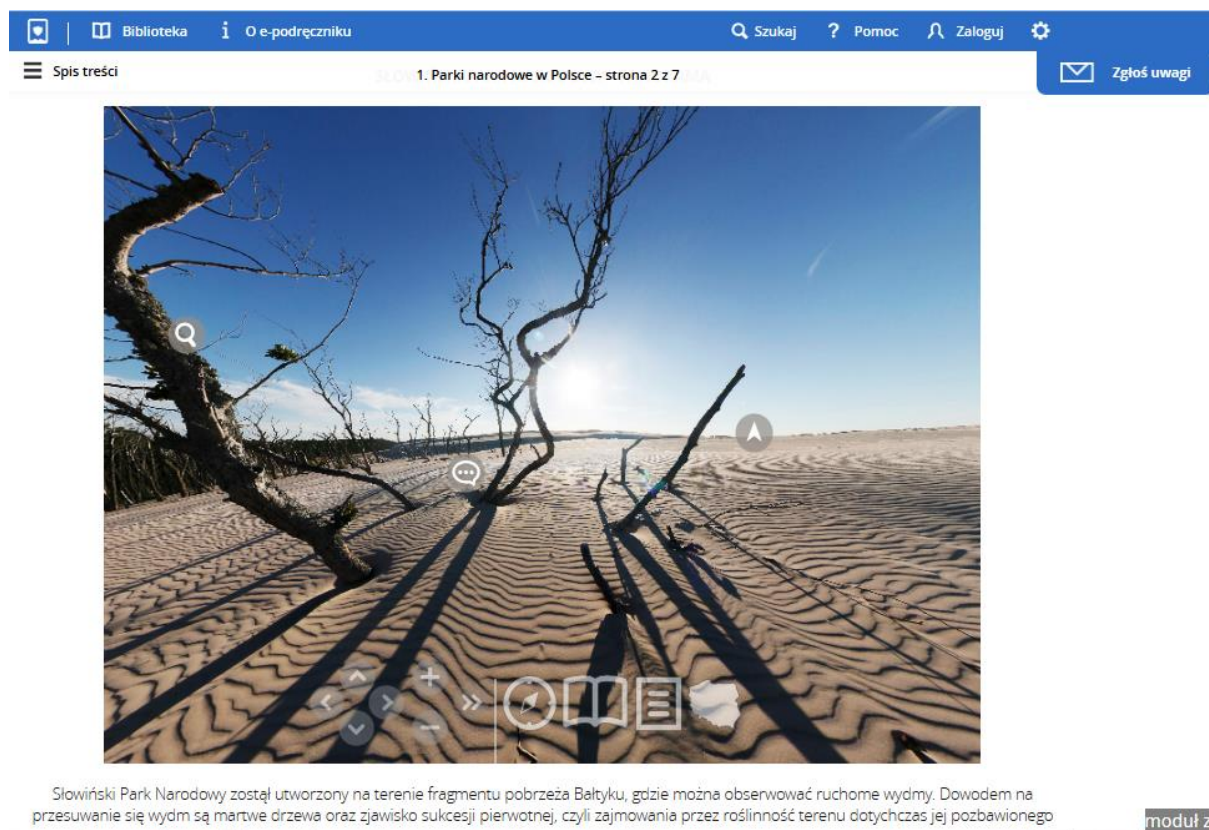 Biblioteka
O e-podręczniku
Szukaj
Pomoc
Zaloguj
Spis treści
1. Parki narodowe w Polsce – strona 2 z 7
Zgłoś uwagi
Słowiński Park Narodowy został utworzony na terenie fragmentu pobrzeża Bałtyku, gdzie można obserwować ruchome wydmy. Dowodem na
przesuwanie się wydm są martwe drzewa oraz zjawisko sukcesji pierwotnej, czyli zajmowania przez roślinność terenu dotychczas jej pozbawionego
moduł z